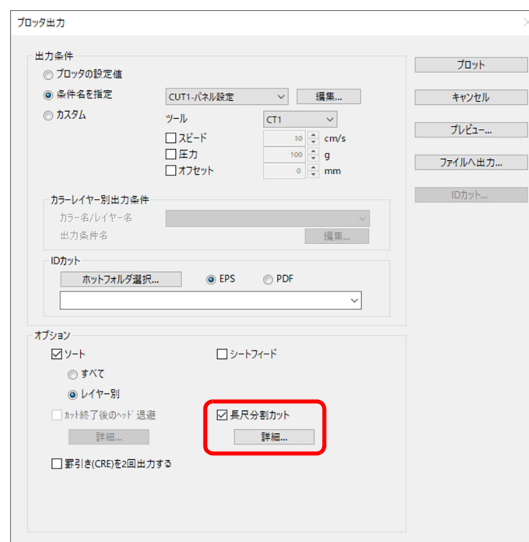 プロッタ出力
出力条件
プロッタの設定値
条件名を指定
CUT1-パネル設定
編集...
カスタム
ツール
CT1
スピード
30
cm/s
圧力
100
g
オフセット
0
mm
カラーレイヤー別出力条件
カラー名/レイヤー名
出力条件名
編集...
IDカット
ホットフォルダ選択...
EPS
PDF
オプション
ソート
シートフィード
すべて
レイヤー別
カット終了後のヘッド退避
長尺分割カット
詳細...
詳細...
罫引き(CRE)を2回出力する
プロット
キャンセル
プレビュー...
ファイルへ出力...
IDカット...